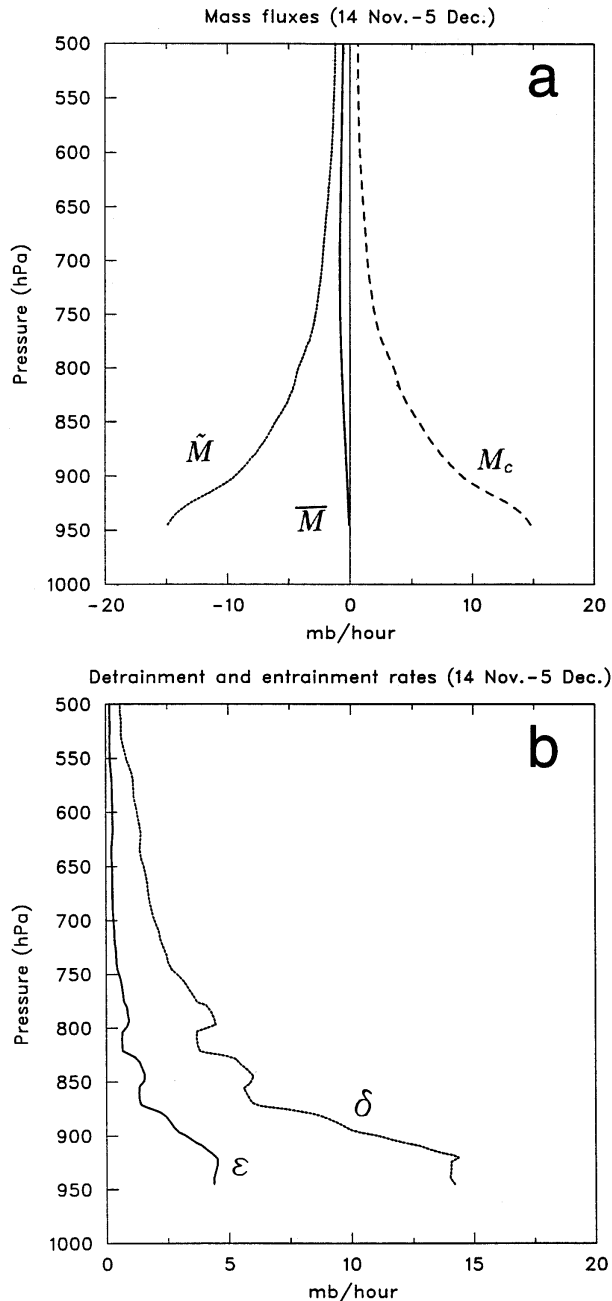 Mass fluxes (14 Nov.-5 Dec.)
a
500
550
600
650
700
750
800
850
900
950
1000
Pressure (hPa)
M̃
M̅
M_c
-20 -10 0 10 20
mb/hour
Detrainment and entrainment rates (14 Nov.-5 Dec.)
b
500
550
600
650
700
750
800
850
900
950
1000
Pressure (hPa)
δ
ε
0 5 10 15 20
mb/hour